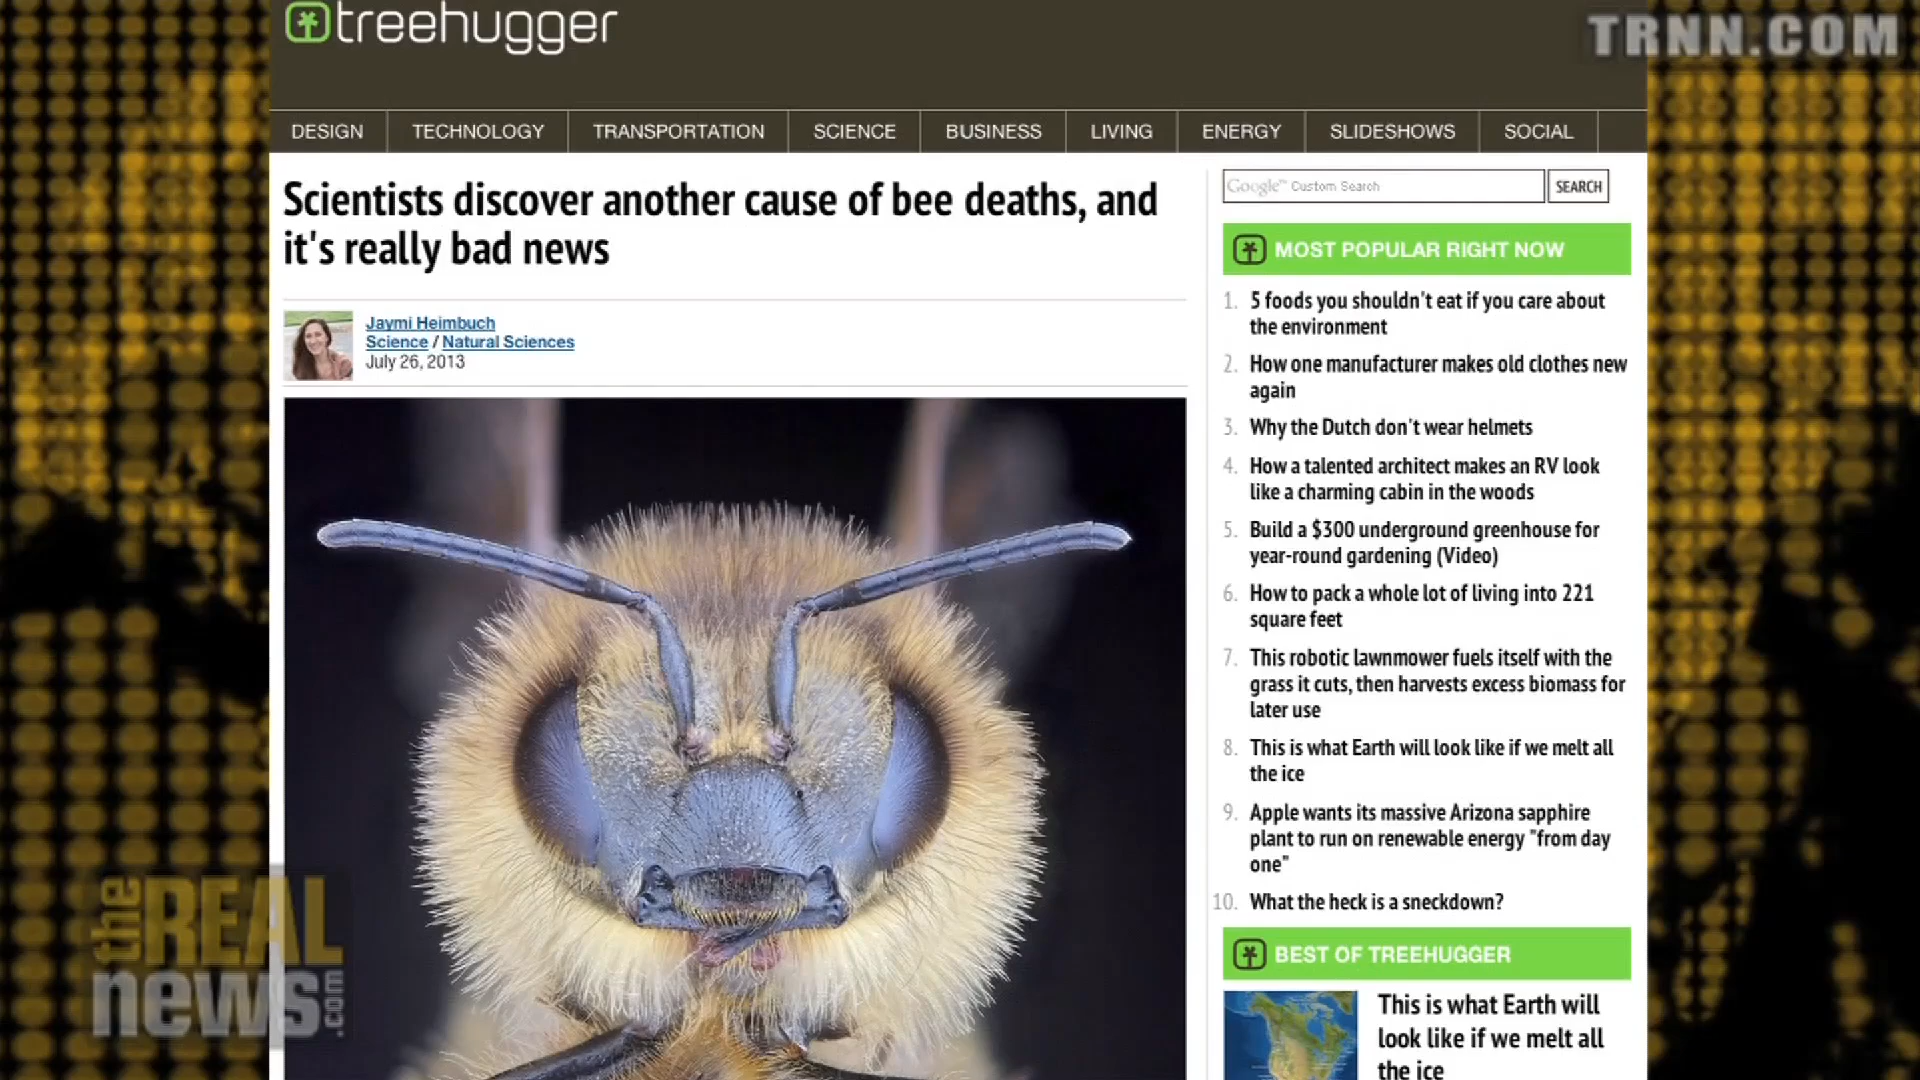 treehugger
TRNN.COM
DESIGN TECHNOLOGY TRANSPORTATION SCIENCE BUSINESS LIVING ENERGY SLIDESHOWS SOCIAL
Scientists discover another cause of bee deaths, and
it's really bad news
Jaymi Heimbuch
Science / Natural Sciences
July 26, 2013
Google™ Custom Search SEARCH
MOST POPULAR RIGHT NOW
1. 5 foods you shouldn't eat if you care about
the environment
2. How one manufacturer makes old clothes new
again
3. Why the Dutch don't wear helmets
4. How a talented architect makes an RV look
like a charming cabin in the woods
5. Build a $300 underground greenhouse for
year-round gardening (Video)
6. How to pack a whole lot of living into 221
square feet
7. This robotic lawnmower fuels itself with the
grass it cuts, then harvests excess biomass for
later use
8. This is what Earth will look like if we melt all
the ice
9. Apple wants its massive Arizona sapphire
plant to run on renewable energy "from day
one"
10. What the heck is a sneckdown?
BEST OF TREEHUGGER
This is what Earth will
look like if we melt all
the ice
the REAL
news.com